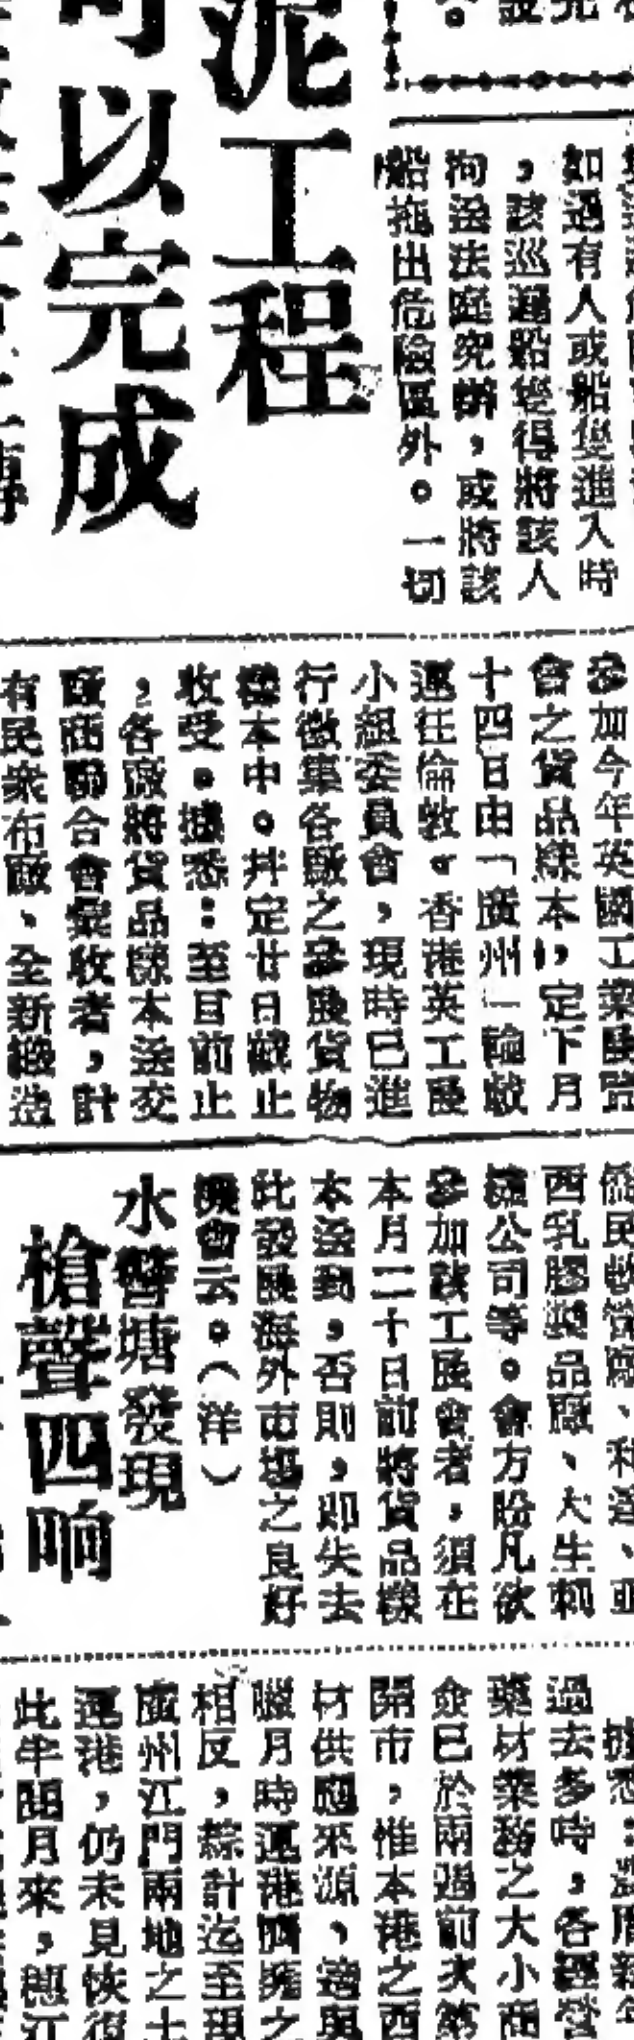 泥工程
可以完成
如過有人或船隻進入時
，該巡邏船隻得將該人
拘送法庭究辦，或將該
船拖出危險區外。一切
參加今年英國工業展覽
會之貨品樣本，定下月
十四日由「廣州」輪載
運往倫敦。香港英工展
小組委員會，現時已進
行徵集各廠之參展貨物
樣本中。并定廿日截止
收受。據悉：至目前止
，各廠將貨品樣本送交
廠商聯合會彙收者，計
有民衆布廠、全新緞造
西乳膠製品廠、大生
公司等。會方盼凡欲
參加該工展會者，須在
本月二十日前將貨品樣
本送到，否則，即失去
此發展海外市場之良好
機會云。（洋）
水警塘發現
槍聲四响
過去多時，各經營
藥材業務之大小商
僉已於兩週前次第
開市，惟本港之西
材供應來源、適與
臘月時運港擠擁之
相反，綜計迄至現
廣州江門兩地之土
運港，仍未見恢復
此年關月來，穗江